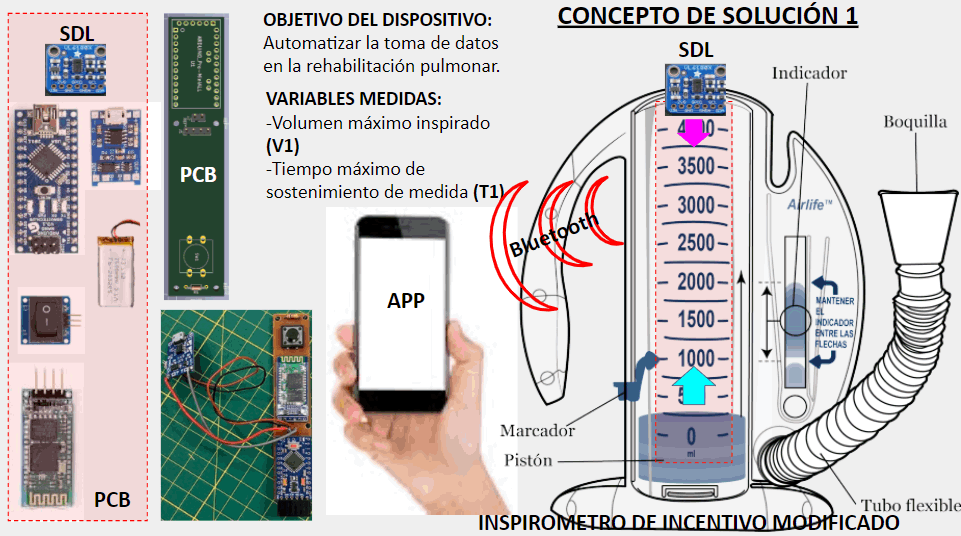 CONCEPTO DE SOLUCIÓN 1
OBJETIVO DEL DISPOSITIVO:
Automatizar la toma de datos
en la rehabilitación pulmonar.
VARIABLES MEDIDAS:
-Volumen máximo inspirado
(V1)
-Tiempo máximo de
sostenimiento de medida (T1)
SDL
PCB
PCB
APP
Bluetooth
SDL
Indicador
Boquilla
Airlife™
3500
3000
2500
2000
1500
1000
0
ml
MANTENER
EL
INDICADOR
ENTRE LAS
FLECHAS
Marcador
Pistón
Tubo flexible
INSPIROMETRO DE INCENTIVO MODIFICADO